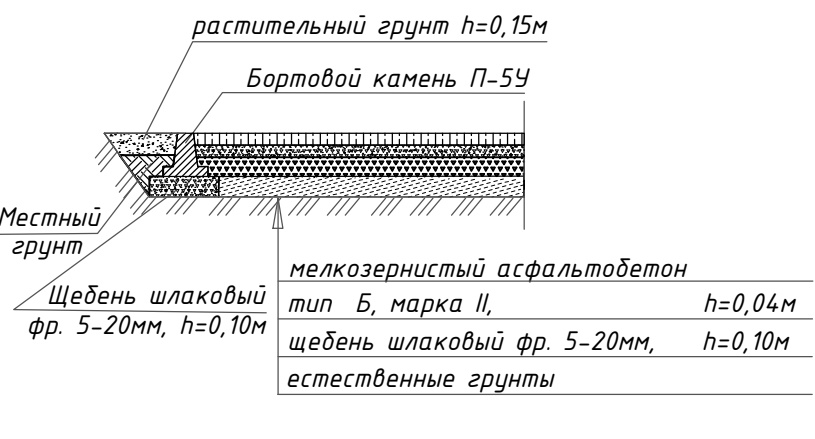 растительный грунт h=0,15м
Бортовой камень П-5У
Местный
грунт
Щебень шлаковый
фр. 5-20мм, h=0,10м
мелкозернистый асфальтобетон
тип Б, марка II, h=0,04м
щебень шлаковый фр. 5-20мм, h=0,10м
естественные грунты